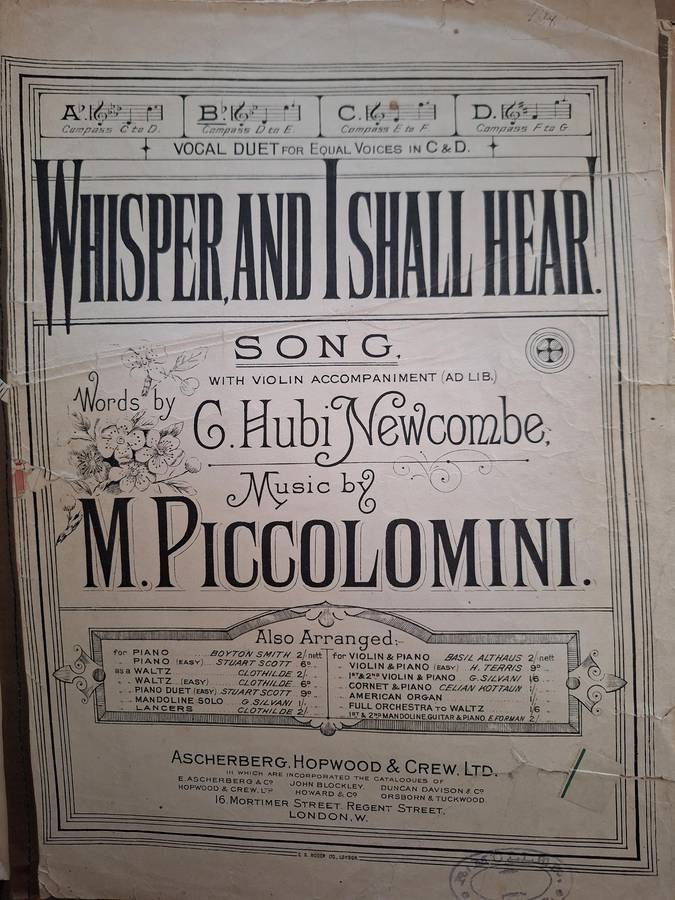 A♭. B♭. C. D.
Compass C to D. Compass D to E. Compass E to F. Compass F to G
VOCAL DUET FOR EQUAL VOICES IN C & D.
WHISPER, AND I SHALL HEAR!
SONG,
WITH VIOLIN ACCOMPANIMENT (AD LIB.)
Words by
G. Hubi Newcombe,
Music by
M. PICCOLOMINI.
Also Arranged:-
for PIANO BOYTON SMITH 2/ nett
" PIANO (EASY) STUART SCOTT 6D "
as a WALTZ CLOTHILDE 2/ "
" WALTZ (EASY) CLOTHILDE 6D "
" PIANO DUET (EASY) STUART SCOTT 9D "
" MANDOLINE SOLO G. SILVANI 1/ "
" LANCERS CLOTHILDE 2/ "
for VIOLIN & PIANO BASIL ALTHAUS 2/ nett
" VIOLIN & PIANO (EASY) H. TERRIS 9D "
" 1ST & 2ND VIOLIN & PIANO G. SILVANI 1/6 "
" CORNET & PIANO CELIAN KOTTAUN 1/ "
" AMERICAN ORGAN 1/ "
" FULL ORCHESTRA TO WALTZ 1/6 "
" 1ST & 2ND MANDOLINE, GUITAR & PIANO, E. FORMAN 2/ "
ASCHERBERG, HOPWOOD & CREW, LTD.
IN WHICH ARE INCORPORATED THE CATALOGUES OF
E. ASCHERBERG & CO JOHN BLOCKLEY. DUNCAN DAVISON & CO
HOPWOOD & CREW, LTD HOWARD & CO ORSBORN & TUCKWOOD.
16, MORTIMER STREET, REGENT STREET,
LONDON, W.
C. G. RÖDER LTD., LONDON.